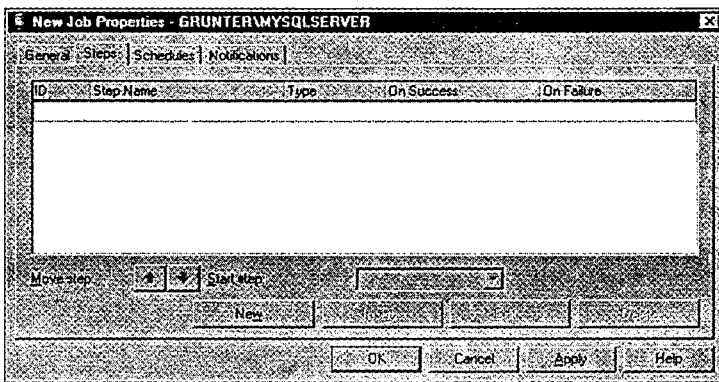 New Job Properties - GRUNTER\MYSQLSERVER
General Steps Schedules Notifications
ID Step Name Type On Success On Failure
Move step: Start step:
New
OK Cancel Apply Help